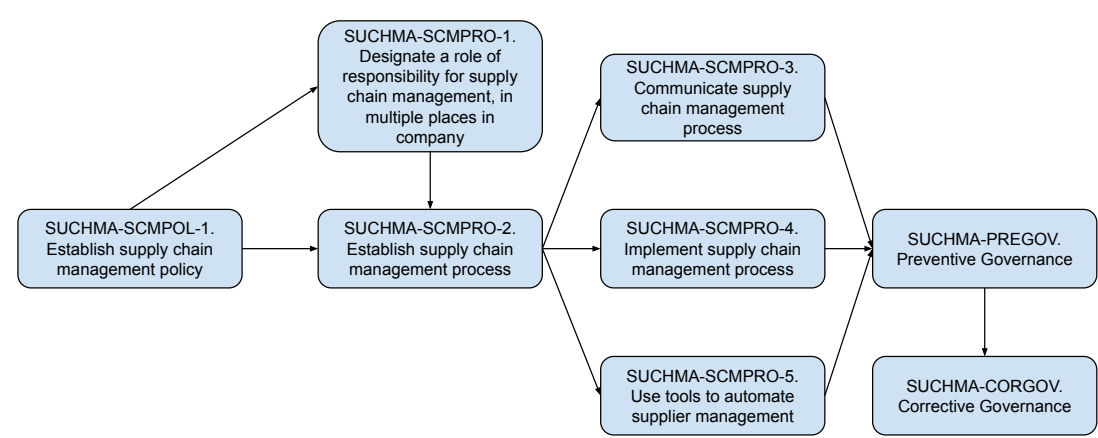 SUCHMA-SCMPRO-1.
Designate a role of
responsibility for supply
chain management, in
multiple places in
company
SUCHMA-SCMPRO-3.
Communicate supply
chain management
process
SUCHMA-SCMPOL-1.
Establish supply chain
management policy
SUCHMA-SCMPRO-2.
Establish supply chain
management process
SUCHMA-SCMPRO-4.
Implement supply chain
management process
SUCHMA-PREGOV.
Preventive Governance
SUCHMA-SCMPRO-5.
Use tools to automate
supplier management
SUCHMA-CORGOV.
Corrective Governance